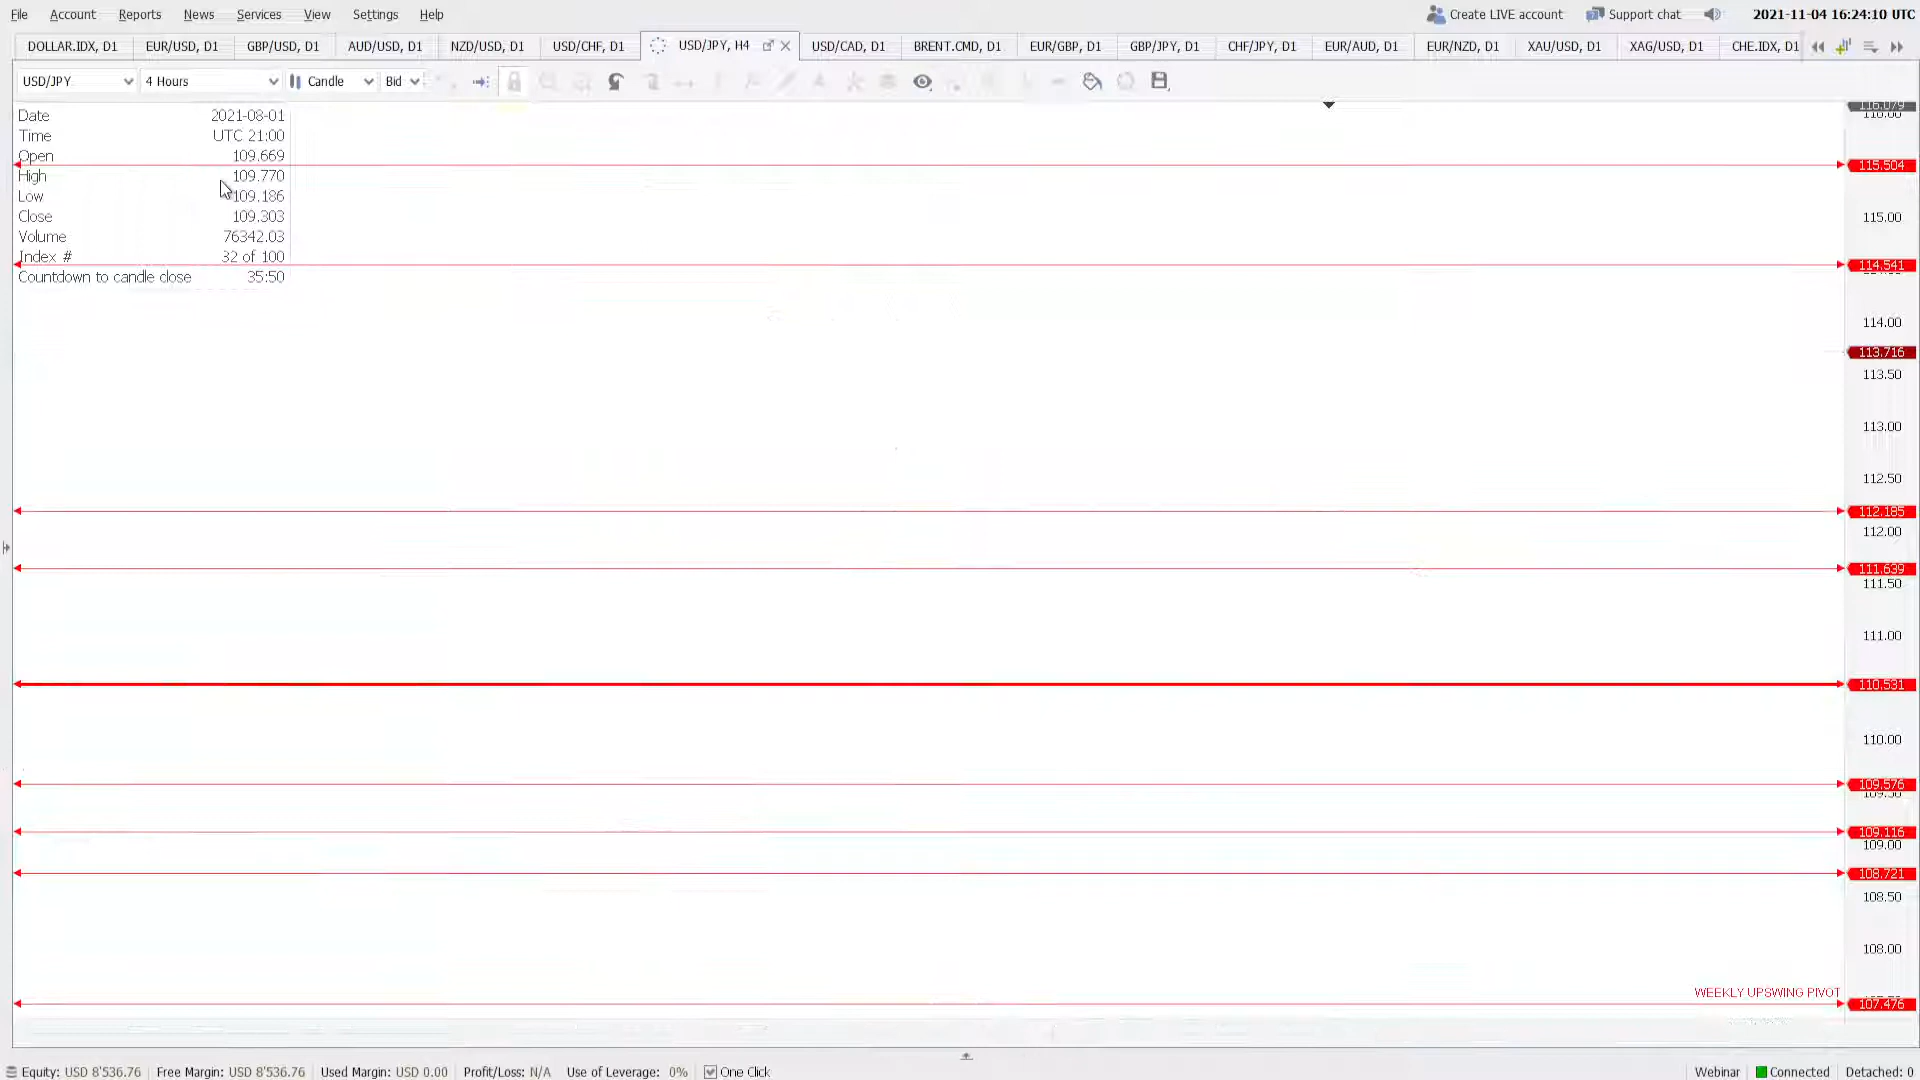 File Account Reports News Services View Settings Help Create LIVE account Support chat 2021-11-04 16:24:10 UTC
DOLLAR.IDX, D1 EUR/USD, D1 GBP/USD, D1 AUD/USD, D1 NZD/USD, D1 USD/CHF, D1 USD/JPY, H4 USD/CAD, D1 BRENT.CMD, D1 EUR/GBP, D1 GBP/JPY, D1 CHF/JPY, D1 EUR/AUD, D1 EUR/NZD, D1 XAU/USD, D1 XAG/USD, D1 CHE.IDX, D1
USD/JPY 4 Hours Candle Bid
Date 2021-08-01
Time UTC 21:00
Open 109.669
High 109.770
Low 109.186
Close 109.303
Volume 76342.03
Index # 32 of 100
Countdown to candle close 35:50
116.079
116.00
115.504
115.00
114.541
114.00
113.716
113.50
113.00
112.50
112.185
112.00
111.639
111.50
111.00
110.531
110.00
109.576
109.50
109.116
109.00
108.721
108.50
108.00
WEEKLY UPSWING PIVOT
107.476
Equity: USD 8'536.76 Free Margin: USD 8'536.76 Used Margin: USD 0.00 Profit/Loss: N/A Use of Leverage: 0% One Click Webinar Connected Detached: 0